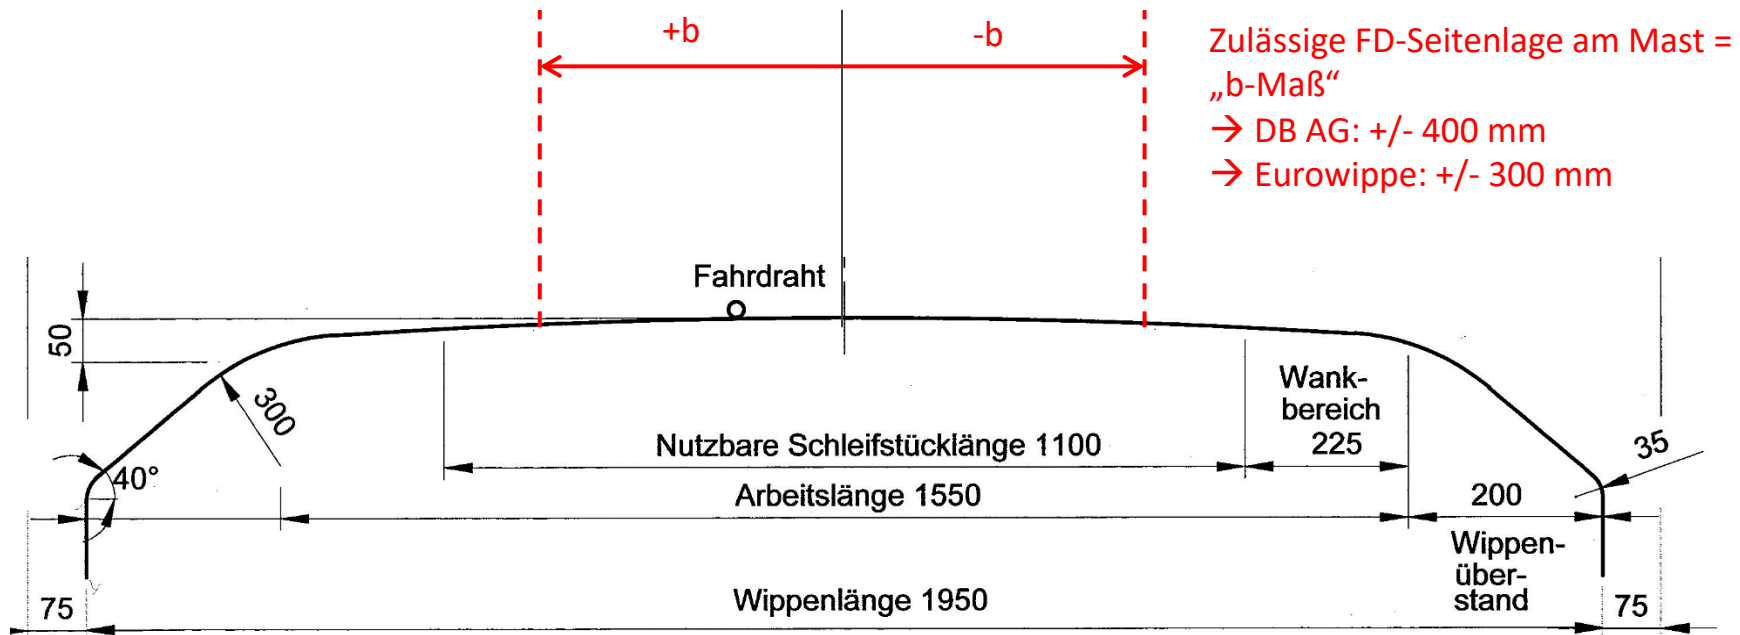 +b
-b
Zulässige FD-Seitenlage am Mast =
„b-Maß“
→ DB AG: +/- 400 mm
→ Eurowippe: +/- 300 mm
Fahrdraht
50
300
Wank-
bereich
225
Nutzbare Schleifstücklänge 1100
35
40°
Arbeitslänge 1550
200
Wippen-
über-
stand
75
Wippenlänge 1950
75